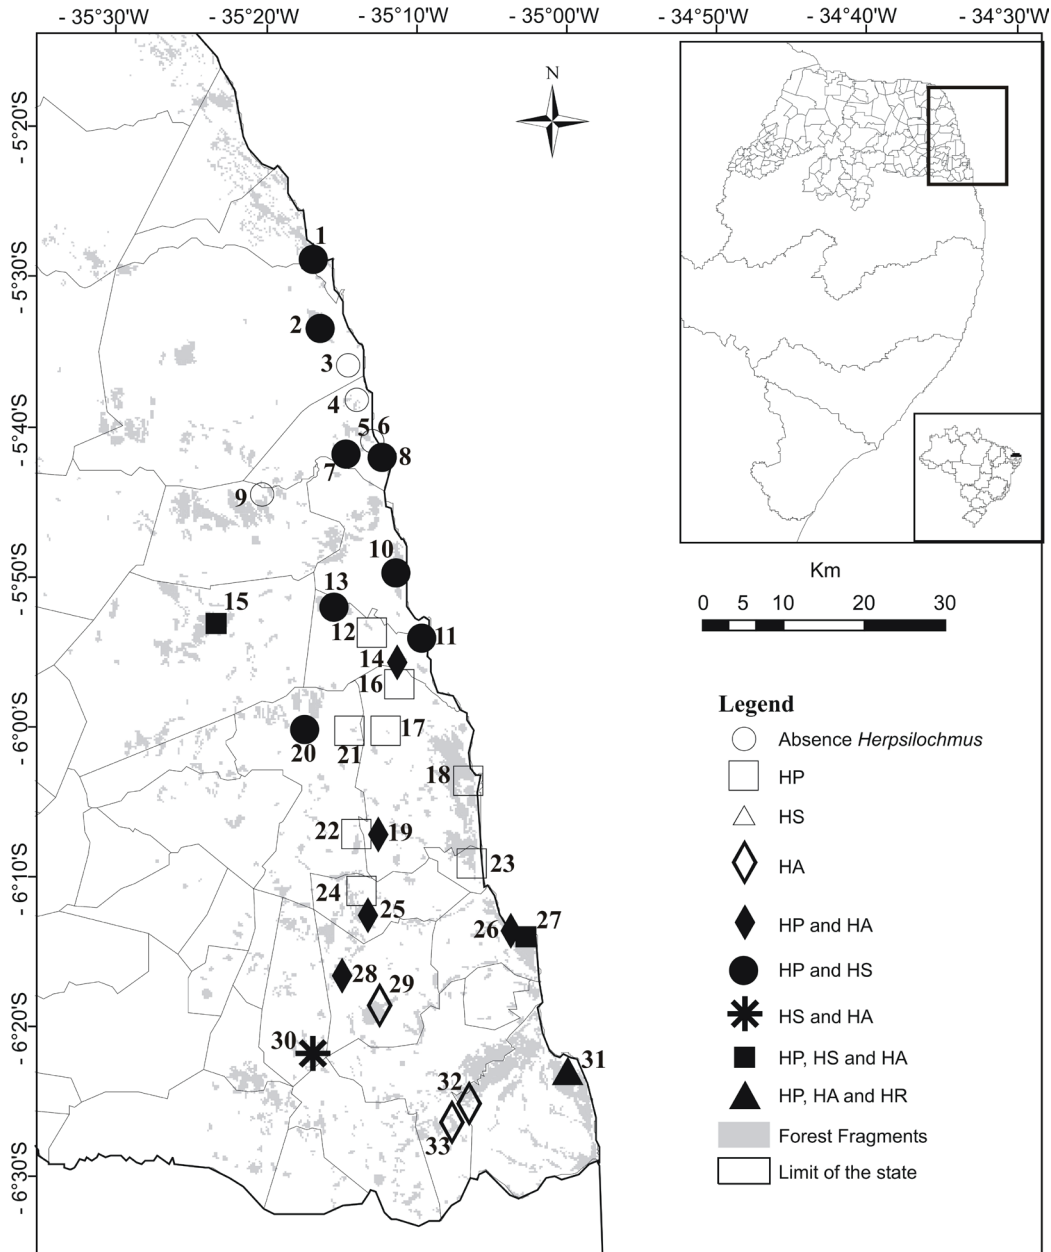 - 35°30'W - 35°20'W - 35°10'W - 35°00'W - 34°50'W - 34°40'W - 34°30'W
N
- 5°20'S
- 5°30'S
- 5°40'S
- 5°50'S
- 6°00'S
- 6°10'S
- 6°20'S
- 6°30'S
1
2
3
4
5 6
7
8
9
10
13
15
12
11
14
16
17
20
21
18
22
19
23
24
25
26
27
28
29
30
31
32
33
Km
0 5 10 20 30
Legend
Absence Herpsilochmus
HP
HS
HA
HP and HA
HP and HS
HS and HA
HP, HS and HA
HP, HA and HR
Forest Fragments
Limit of the state